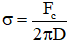 σ = F_c / 2πD